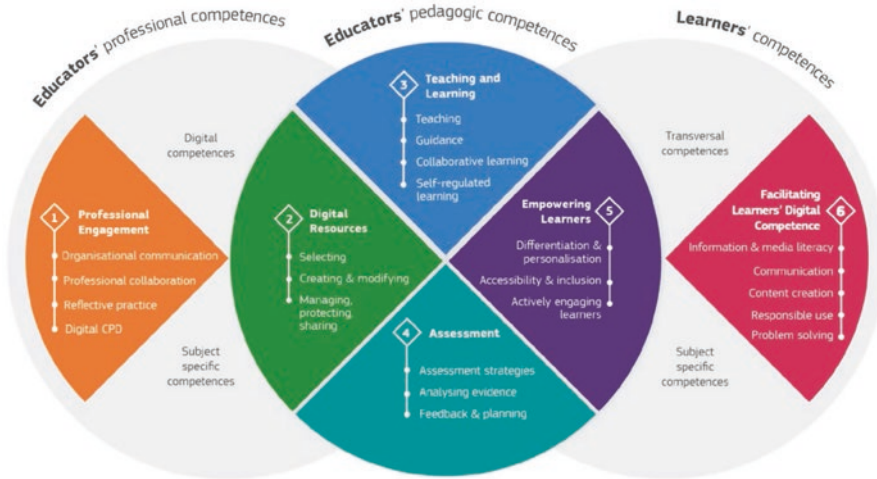 Educators' professional competences
Educators' pedagogic competences
Learners' competences
Digital
competences
Subject
specific
competences
1
Professional
Engagement
Organisational communication
Professional collaboration
Reflective practice
Digital CPD
2
Digital
Resources
Selecting
Creating & modifying
Managing,
protecting,
sharing
3
Teaching and
Learning
Teaching
Guidance
Collaborative learning
Self-regulated
learning
4
Assessment
Assessment strategies
Analysing evidence
Feedback & planning
Empowering
Learners
5
Differentiation &
personalisation
Accessibility & inclusion
Actively engaging
learners
Transversal
competences
Subject
specific
competences
Facilitating
Learners' Digital
Competence
6
Information & media literacy
Communication
Content creation
Responsible use
Problem solving